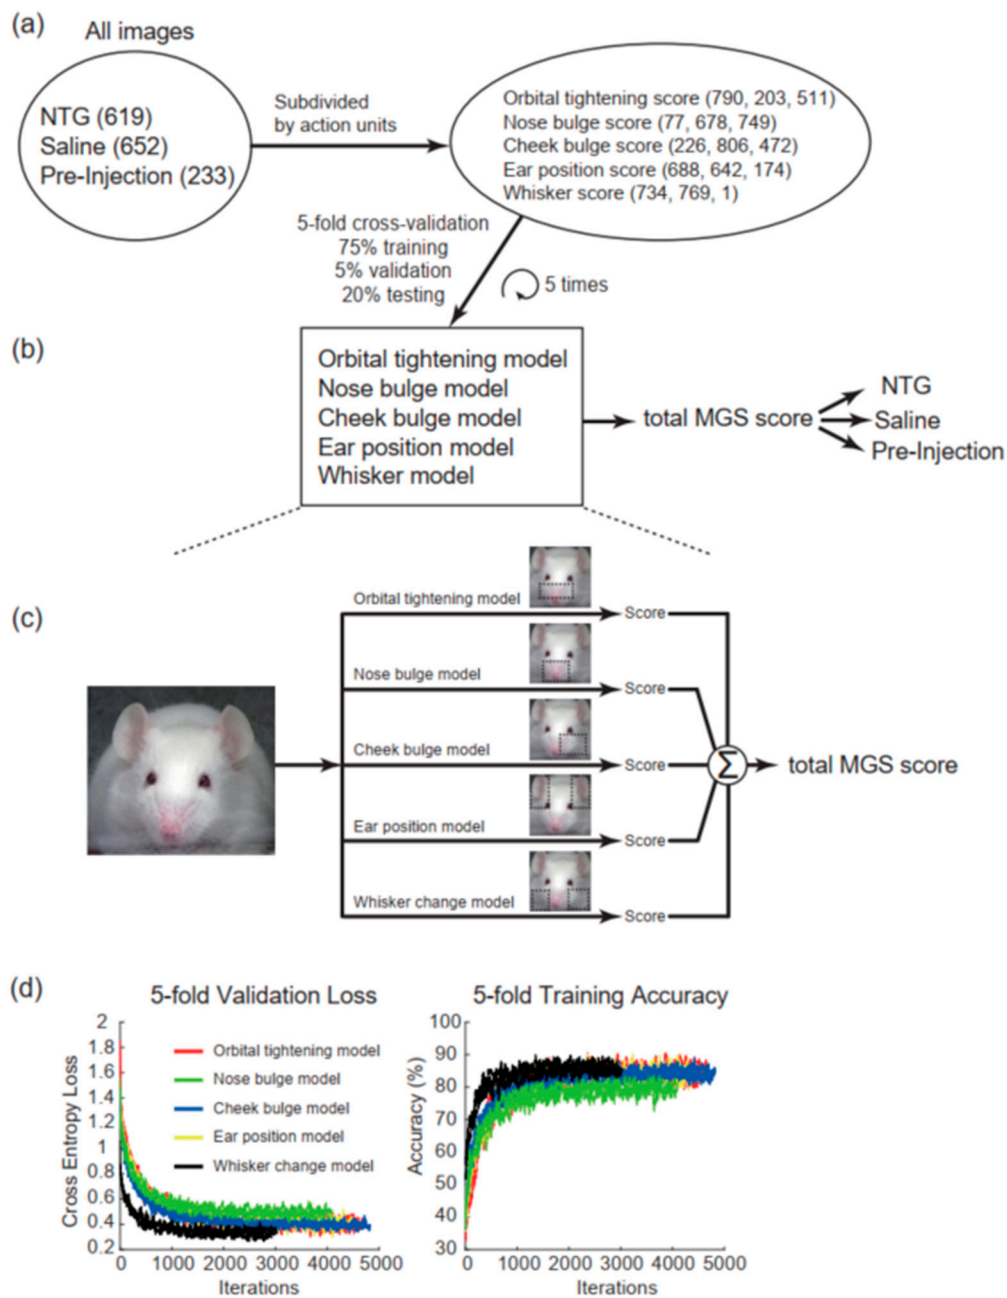 (a)
All images
NTG (619)
Saline (652)
Pre-Injection (233)
Subdivided
by action units
Orbital tightening score (790, 203, 511)
Nose bulge score (77, 678, 749)
Cheek bulge score (226, 806, 472)
Ear position score (688, 642, 174)
Whisker score (734, 769, 1)
5-fold cross-validation
75% training
5% validation
20% testing
5 times
(b)
Orbital tightening model
Nose bulge model
Cheek bulge model
Ear position model
Whisker model
total MGS score
NTG
Saline
Pre-Injection
(c)
Orbital tightening model
Score
Nose bulge model
Score
Cheek bulge model
Score
Σ
total MGS score
Ear position model
Score
Whisker change model
Score
(d)
5-fold Validation Loss
Cross Entropy Loss
2
1.8
1.6
1.4
1.2
1
0.8
0.6
0.4
0.2
Orbital tightening model
Nose bulge model
Cheek bulge model
Ear position model
Whisker change model
0 1000 2000 3000 4000 5000
Iterations
5-fold Training Accuracy
Accuracy (%)
100
90
80
70
60
50
40
30
0 1000 2000 3000 4000 5000
Iterations